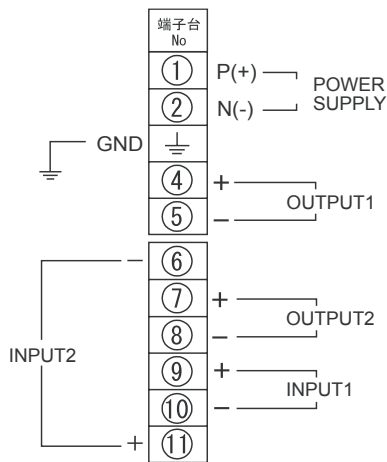 端子台
No
① P(+)
POWER
SUPPLY
② N(-)
GND
④ +
OUTPUT1
⑤ −
− ⑥
⑦ +
OUTPUT2
⑧ −
INPUT2
⑨ +
INPUT1
⑩ −
+ ⑪